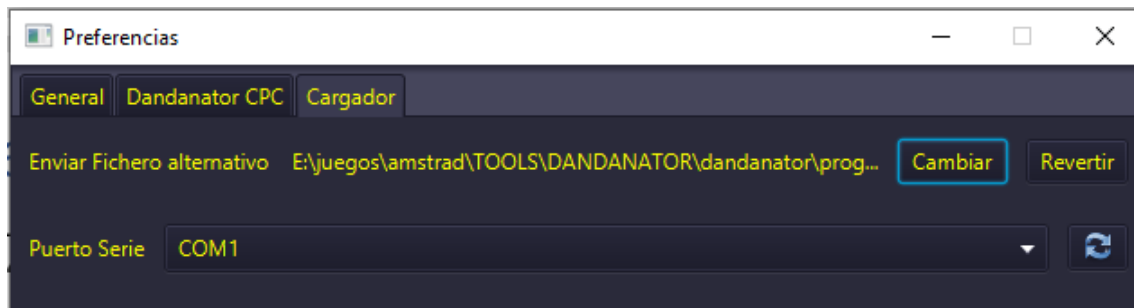 Preferencias
General Dandanator CPC Cargador
Enviar Fichero alternativo E:\juegos\amstrad\TOOLS\DANDANATOR\dandanator\prog... Cambiar Revertir
Puerto Serie COM1